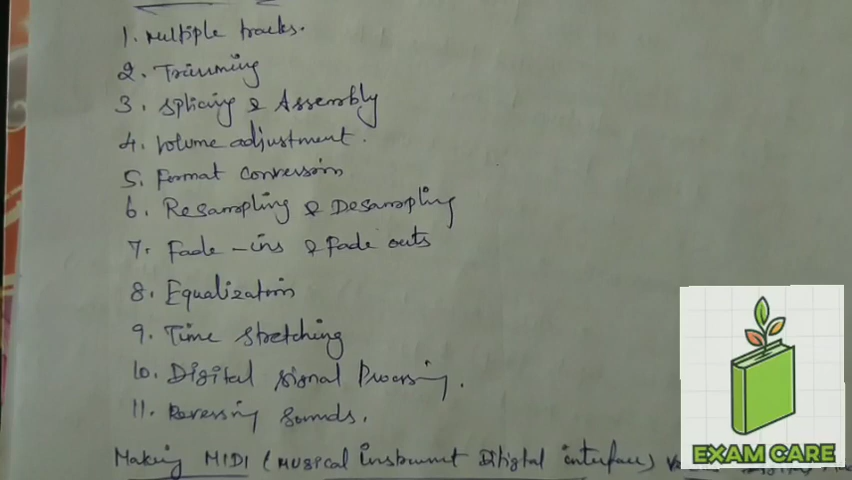 1. Multiple tracks.
2. Trimming
3. Splicing & Assembly
4. Volume adjustment.
5. Format conversion
6. Resampling & Desampling
7. Fade-ins & Fade outs
8. Equalization
9. Time stretching
10. Digital signal Processing.
11. Reversing Sounds.
Making MIDI (Musical Instrument Digital interface)
EXAM CARE